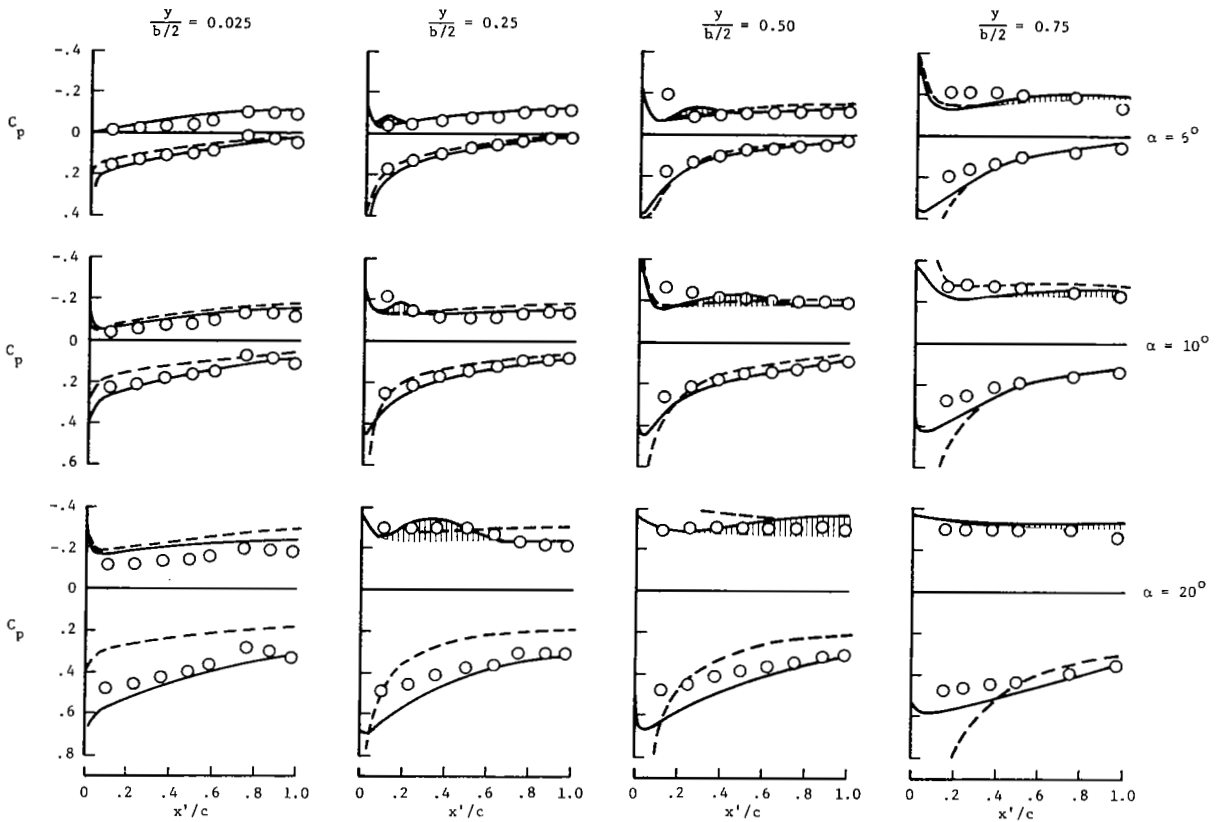 y/b/2 = 0.025
y/b/2 = 0.25
y/b/2 = 0.50
y/b/2 = 0.75
-.4
-.2
C_p
0
.2
.4
α = 5°
-.4
-.2
0
C_p
.2
.4
.6
α = 10°
-.4
-.2
0
C_p
.2
.4
.6
.8
α = 20°
0 .2 .4 .6 .8 1.0
x'/c
0 .2 .4 .6 .8 1.0
x'/c
0 .2 .4 .6 .8 1.0
x'/c
0 .2 .4 .6 .8 1.0
x'/c